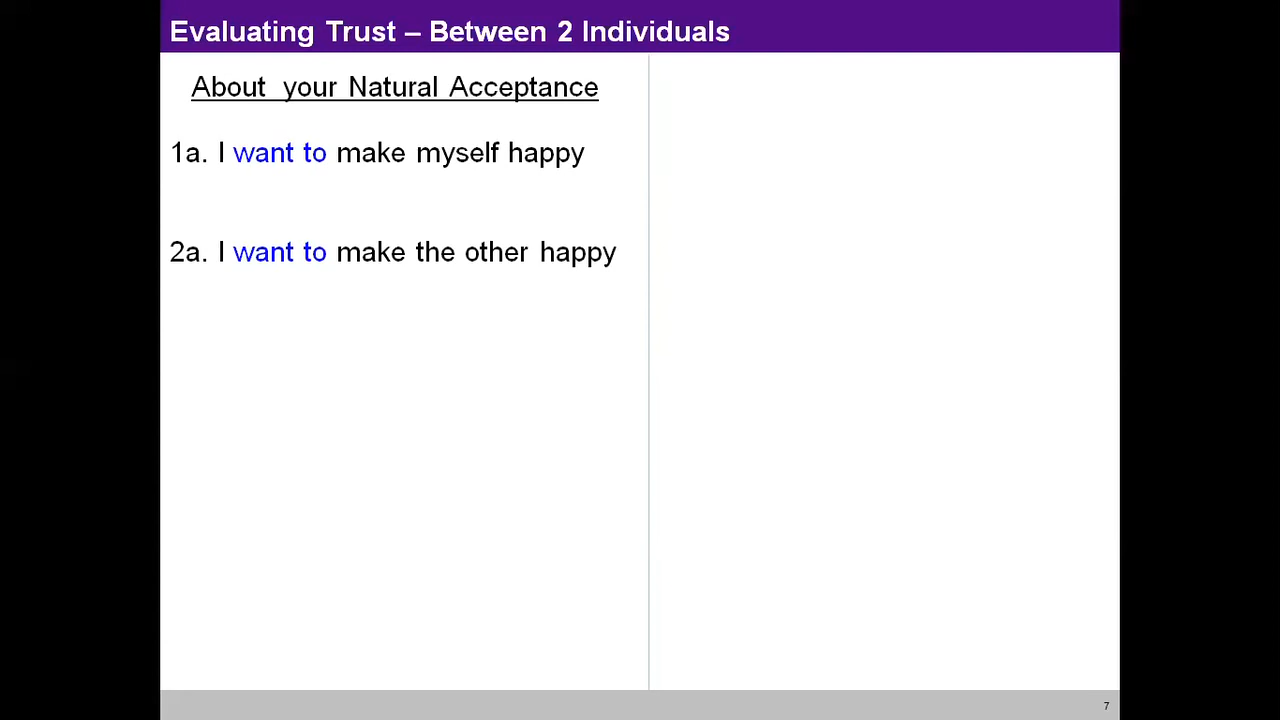 Evaluating Trust – Between 2 Individuals
About your Natural Acceptance
1a. I want to make myself happy
2a. I want to make the other happy
7